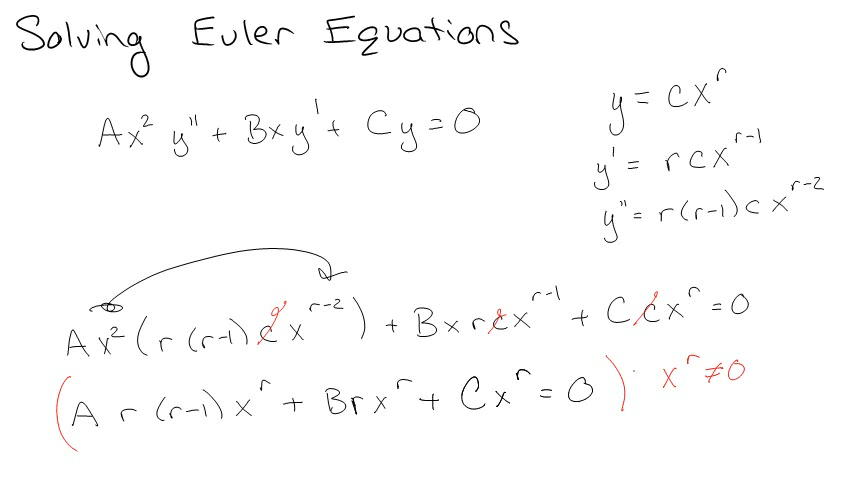 Solving Euler Equations
Ax² y" + Bxy' + Cy = 0
y = cx^r
y' = rcx^{r-1}
y" = r(r-1)cx^{r-2}
Ax²(r(r-1)cx^{r-2}) + Bxrcx^{r-1} + Ccx^r = 0
(Ar(r-1)x^r + Brx^r + Cx^r = 0) · x^r ≠ 0